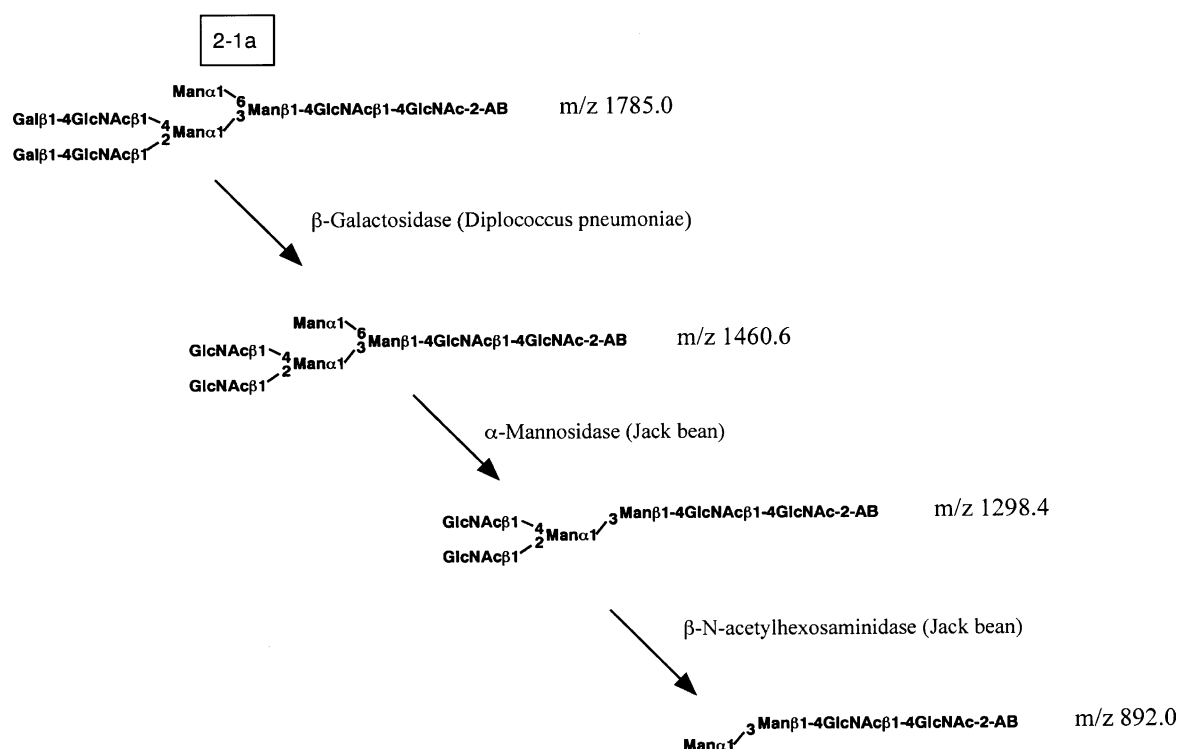 2-1a
Manα1
6
Manβ1-4GlcNAcβ1-4GlcNAc-2-AB m/z 1785.0
3
Galβ1-4GlcNAcβ1
4
Manα1
2
Galβ1-4GlcNAcβ1
β-Galactosidase (Diplococcus pneumoniae)
Manα1
6
Manβ1-4GlcNAcβ1-4GlcNAc-2-AB m/z 1460.6
3
GlcNAcβ1
4
Manα1
2
GlcNAcβ1
α-Mannosidase (Jack bean)
3 Manβ1-4GlcNAcβ1-4GlcNAc-2-AB m/z 1298.4
GlcNAcβ1
4
Manα1
2
GlcNAcβ1
β-N-acetylhexosaminidase (Jack bean)
3 Manβ1-4GlcNAcβ1-4GlcNAc-2-AB m/z 892.0
Manα1